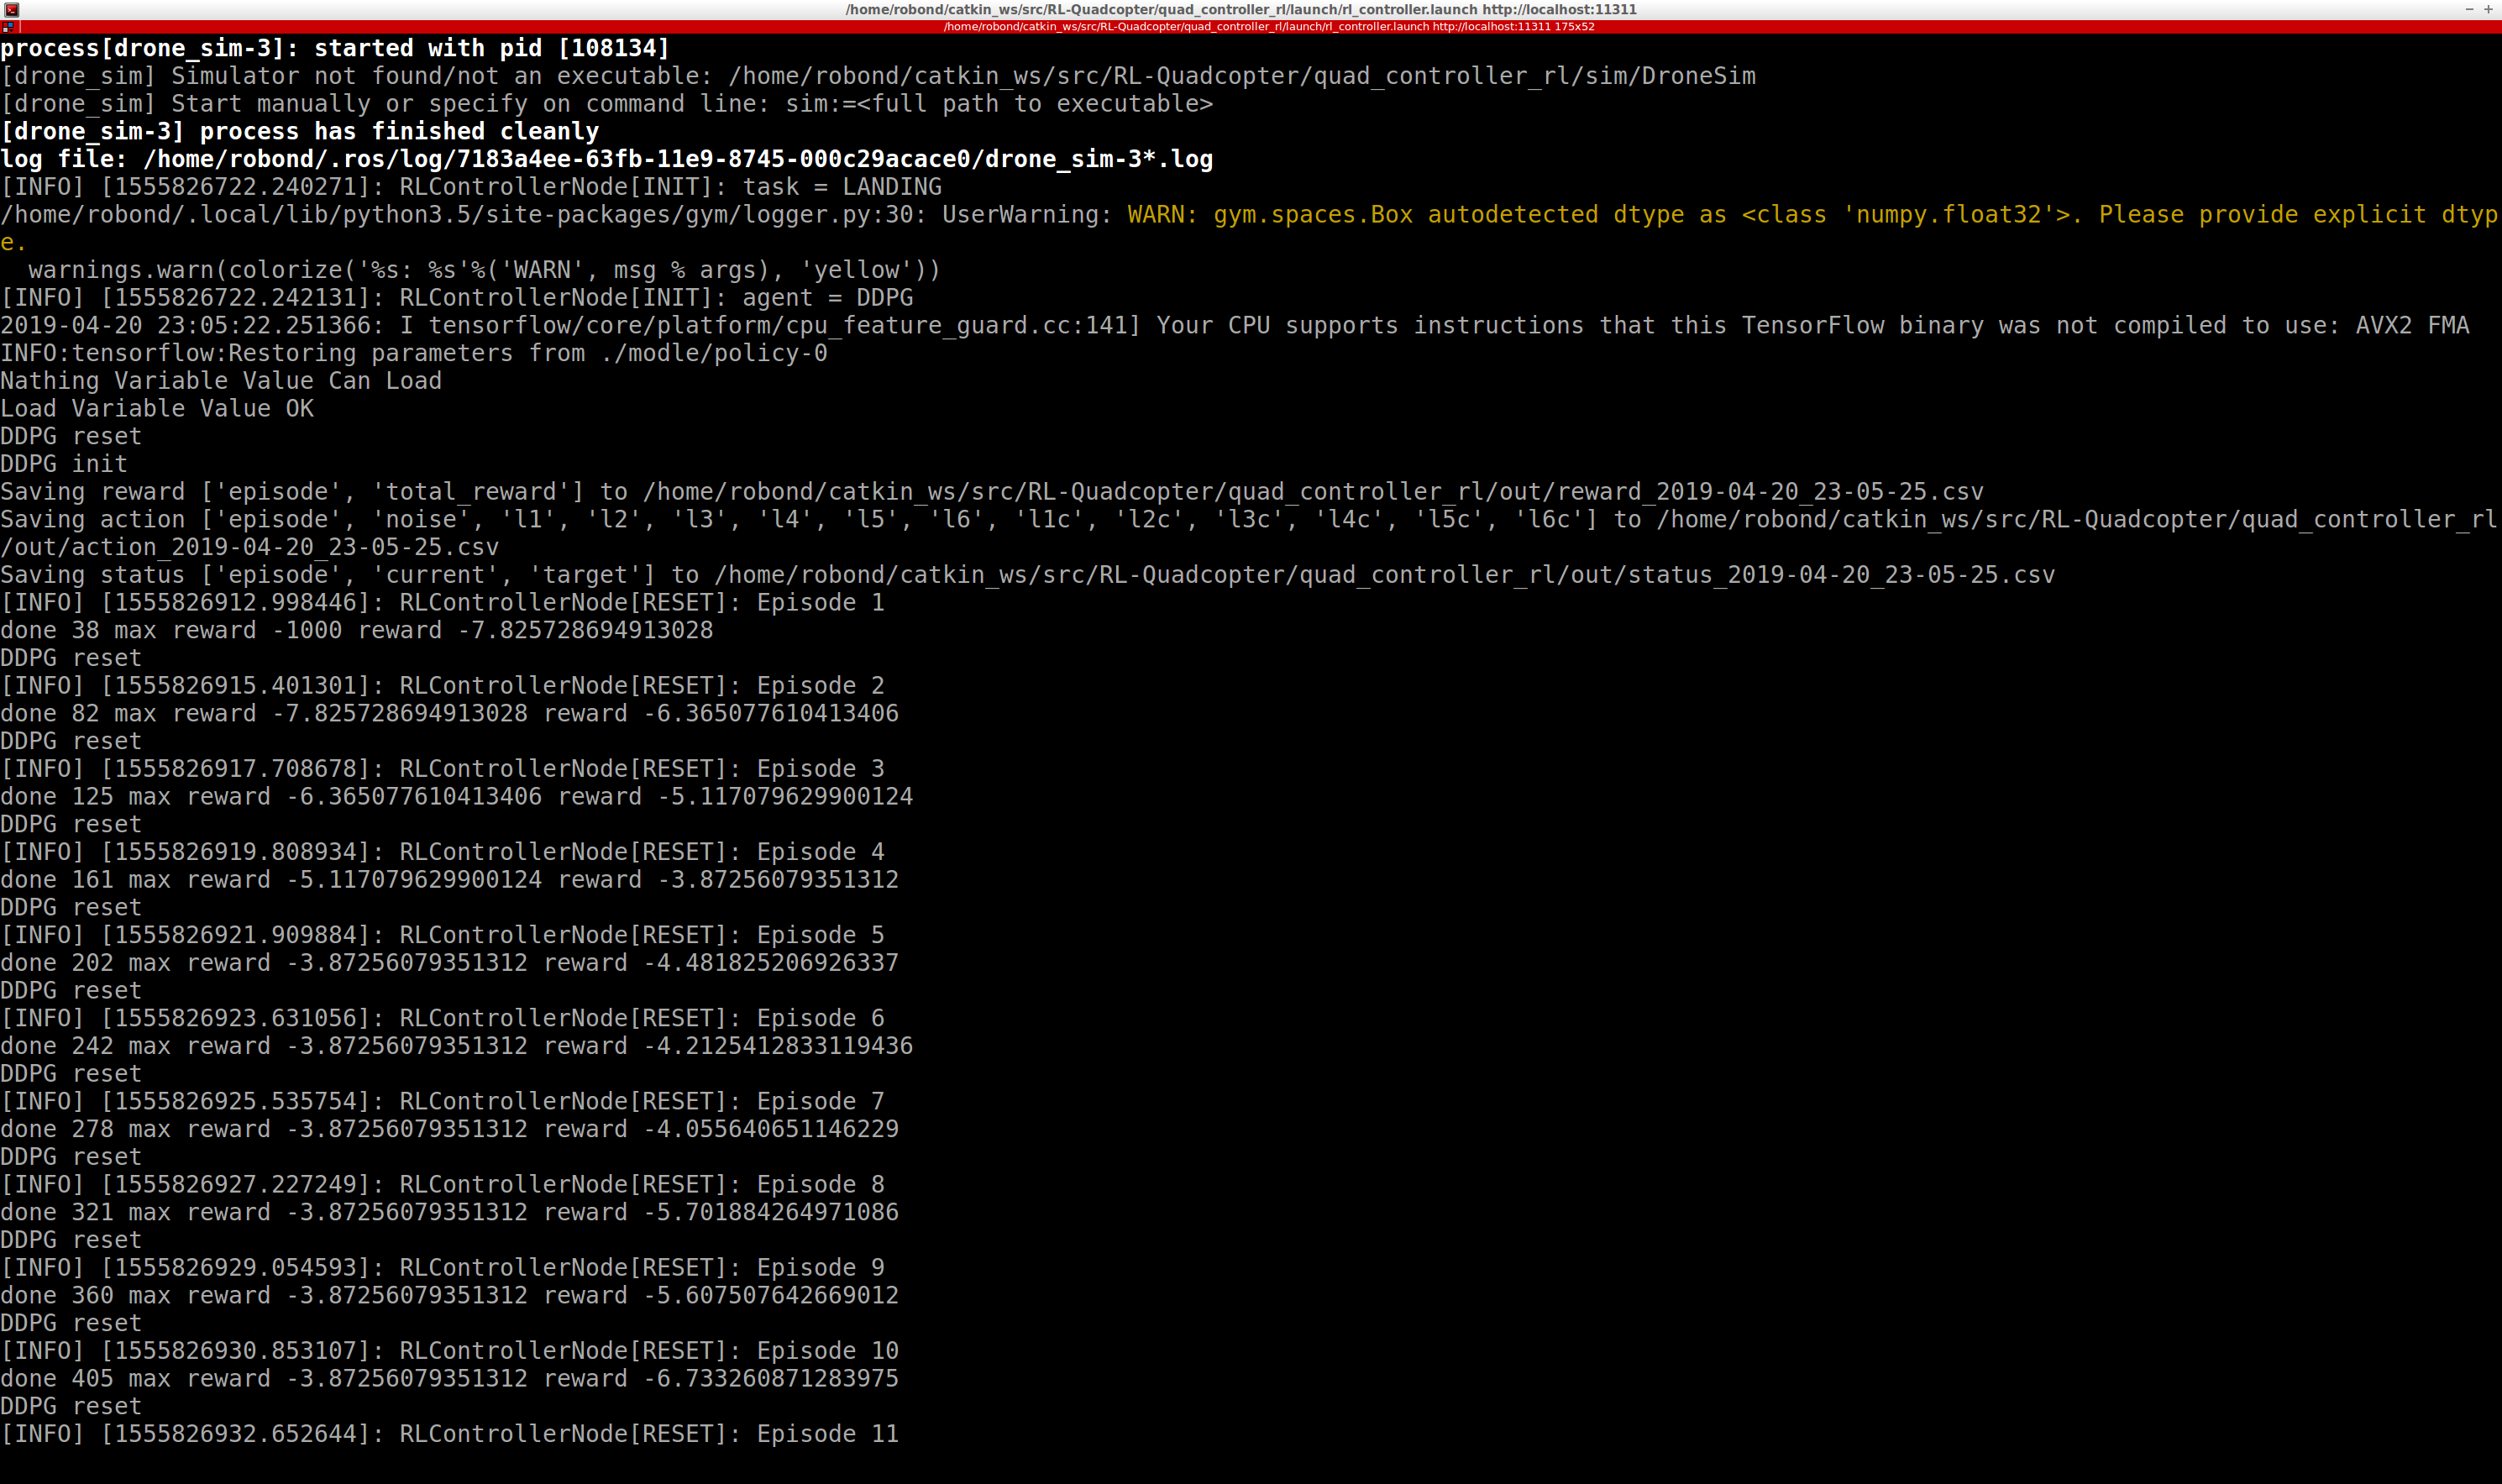 /home/robond/catkin_ws/src/RL-Quadcopter/quad_controller_rl/launch/rl_controller.launch http://localhost:11311
/home/robond/catkin_ws/src/RL-Quadcopter/quad_controller_rl/launch/rl_controller.launch http://localhost:11311 175x52
process[drone_sim-3]: started with pid [108134]
[drone_sim] Simulator not found/not an executable: /home/robond/catkin_ws/src/RL-Quadcopter/quad_controller_rl/sim/DroneSim
[drone_sim] Start manually or specify on command line: sim:=<full path to executable>
[drone_sim-3] process has finished cleanly
log file: /home/robond/.ros/log/7183a4ee-63fb-11e9-8745-000c29acace0/drone_sim-3*.log
[INFO] [1555826722.240271]: RLControllerNode[INIT]: task = LANDING
/home/robond/.local/lib/python3.5/site-packages/gym/logger.py:30: UserWarning: WARN: gym.spaces.Box autodetected dtype as <class 'numpy.float32'>. Please provide explicit dtyp
e.
  warnings.warn(colorize('%s: %s'%('WARN', msg % args), 'yellow'))
[INFO] [1555826722.242131]: RLControllerNode[INIT]: agent = DDPG
2019-04-20 23:05:22.251366: I tensorflow/core/platform/cpu_feature_guard.cc:141] Your CPU supports instructions that this TensorFlow binary was not compiled to use: AVX2 FMA
INFO:tensorflow:Restoring parameters from ./modle/policy-0
Nathing Variable Value Can Load
Load Variable Value OK
DDPG reset
DDPG init
Saving reward ['episode', 'total_reward'] to /home/robond/catkin_ws/src/RL-Quadcopter/quad_controller_rl/out/reward_2019-04-20_23-05-25.csv
Saving action ['episode', 'noise', 'l1', 'l2', 'l3', 'l4', 'l5', 'l6', 'l1c', 'l2c', 'l3c', 'l4c', 'l5c', 'l6c'] to /home/robond/catkin_ws/src/RL-Quadcopter/quad_controller_rl
/out/action_2019-04-20_23-05-25.csv
Saving status ['episode', 'current', 'target'] to /home/robond/catkin_ws/src/RL-Quadcopter/quad_controller_rl/out/status_2019-04-20_23-05-25.csv
[INFO] [1555826912.998446]: RLControllerNode[RESET]: Episode 1
done 38 max reward -1000 reward -7.825728694913028
DDPG reset
[INFO] [1555826915.401301]: RLControllerNode[RESET]: Episode 2
done 82 max reward -7.825728694913028 reward -6.365077610413406
DDPG reset
[INFO] [1555826917.708678]: RLControllerNode[RESET]: Episode 3
done 125 max reward -6.365077610413406 reward -5.117079629900124
DDPG reset
[INFO] [1555826919.808934]: RLControllerNode[RESET]: Episode 4
done 161 max reward -5.117079629900124 reward -3.87256079351312
DDPG reset
[INFO] [1555826921.909884]: RLControllerNode[RESET]: Episode 5
done 202 max reward -3.87256079351312 reward -4.481825206926337
DDPG reset
[INFO] [1555826923.631056]: RLControllerNode[RESET]: Episode 6
done 242 max reward -3.87256079351312 reward -4.2125412833119436
DDPG reset
[INFO] [1555826925.535754]: RLControllerNode[RESET]: Episode 7
done 278 max reward -3.87256079351312 reward -4.055640651146229
DDPG reset
[INFO] [1555826927.227249]: RLControllerNode[RESET]: Episode 8
done 321 max reward -3.87256079351312 reward -5.701884264971086
DDPG reset
[INFO] [1555826929.054593]: RLControllerNode[RESET]: Episode 9
done 360 max reward -3.87256079351312 reward -5.607507642669012
DDPG reset
[INFO] [1555826930.853107]: RLControllerNode[RESET]: Episode 10
done 405 max reward -3.87256079351312 reward -6.733260871283975
DDPG reset
[INFO] [1555826932.652644]: RLControllerNode[RESET]: Episode 11